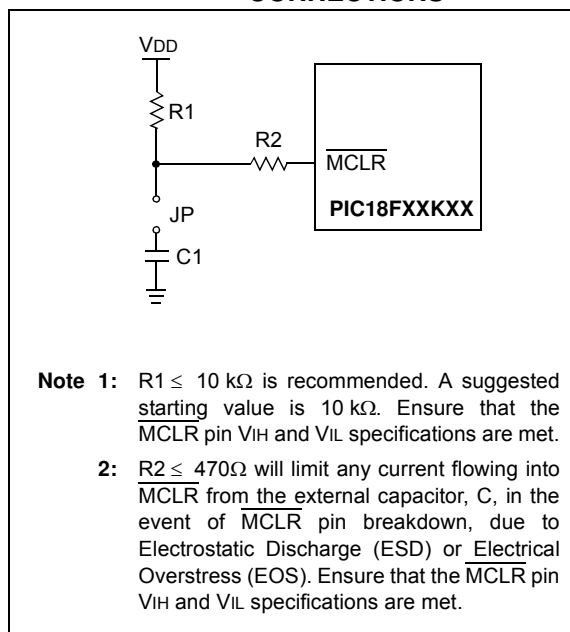 CONNECTIONS
VDD
R1
R2
MCLR
PIC18FXXKXX
JP
C1
Note 1: R1 ≤ 10 kΩ is recommended. A suggested
starting value is 10 kΩ. Ensure that the
MCLR pin VIH and VIL specifications are met.
2: R2 ≤ 470Ω will limit any current flowing into
MCLR from the external capacitor, C, in the
event of MCLR pin breakdown, due to
Electrostatic Discharge (ESD) or Electrical
Overstress (EOS). Ensure that the MCLR pin
VIH and VIL specifications are met.